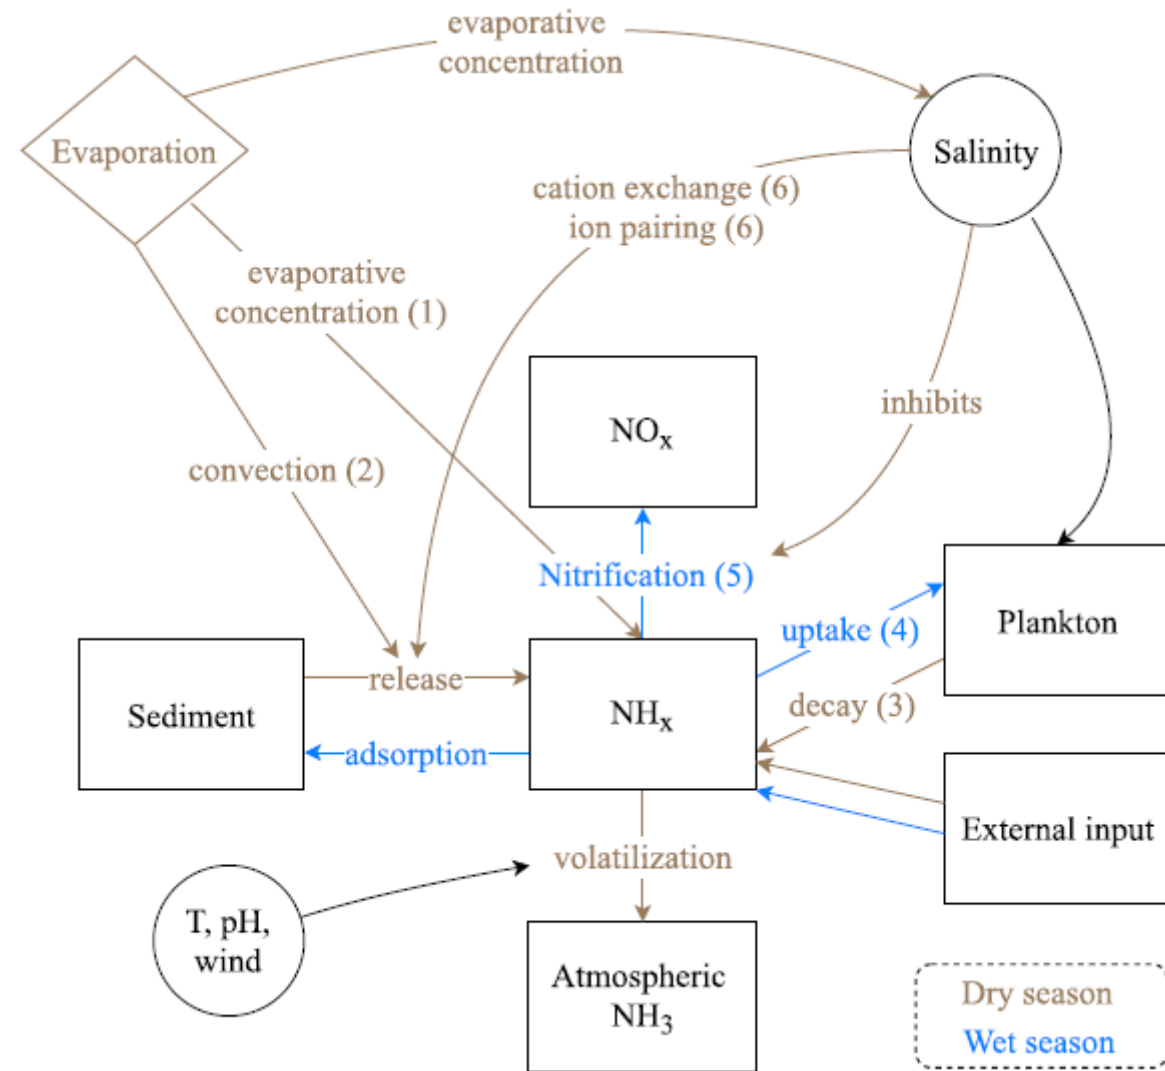 evaporative
concentration
Evaporation
Salinity
cation exchange (6)
ion pairing (6)
evaporative
concentration (1)
inhibits
NOx
convection (2)
Nitrification (5)
uptake (4)
Plankton
release
Sediment
NHx
decay (3)
adsorption
External input
volatilization
T, pH,
wind
Atmospheric
NH3
Dry season
Wet season